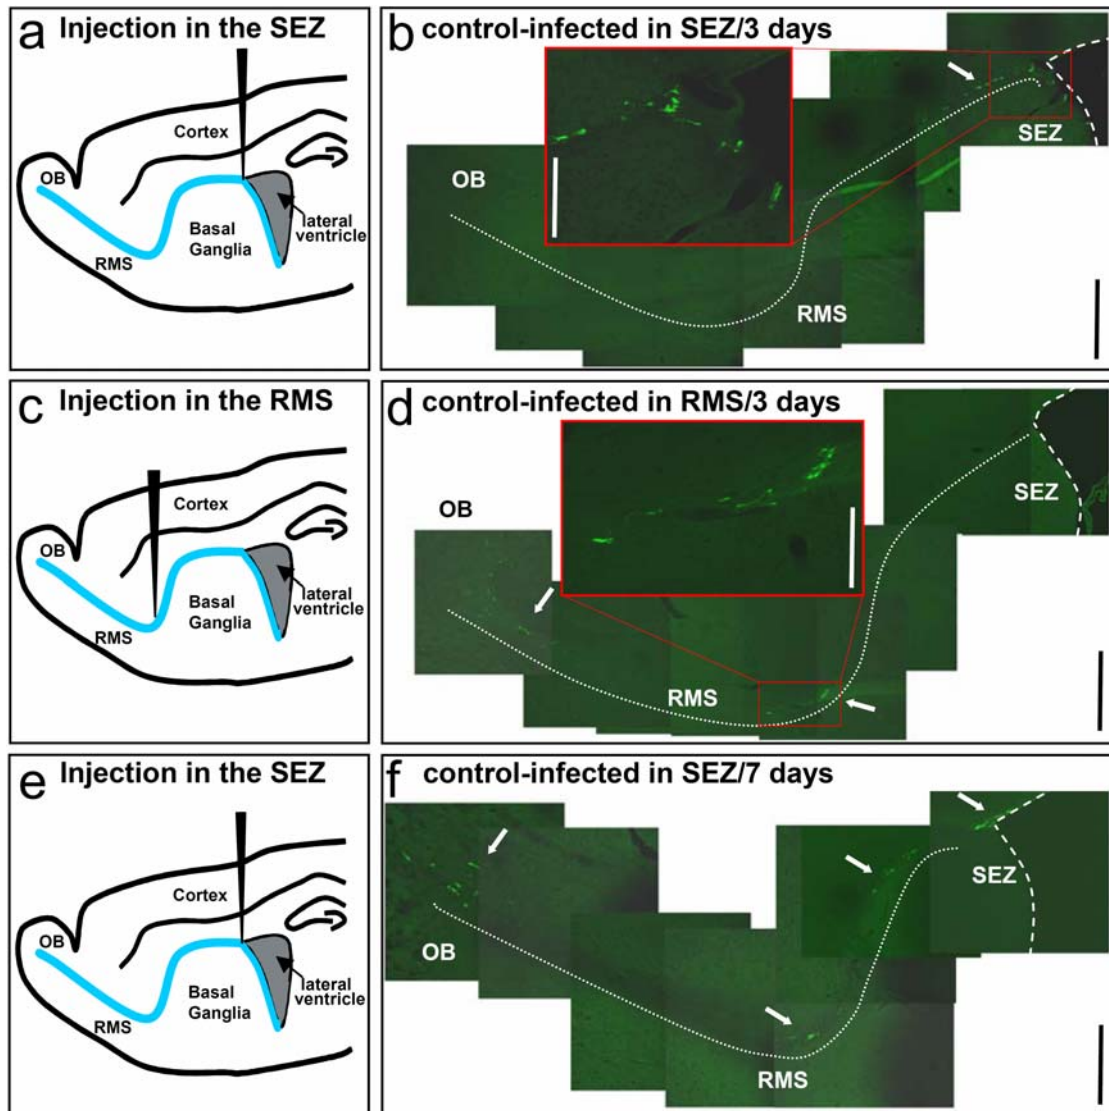 a Injection in the SEZ
Cortex
OB
lateral
ventricle
Basal
Ganglia
RMS
b control-infected in SEZ/3 days
OB
SEZ
RMS
c Injection in the RMS
Cortex
OB
lateral
ventricle
Basal
Ganglia
RMS
d control-infected in RMS/3 days
OB
SEZ
RMS
e Injection in the SEZ
Cortex
OB
lateral
ventricle
Basal
Ganglia
RMS
f control-infected in SEZ/7 days
SEZ
OB
RMS